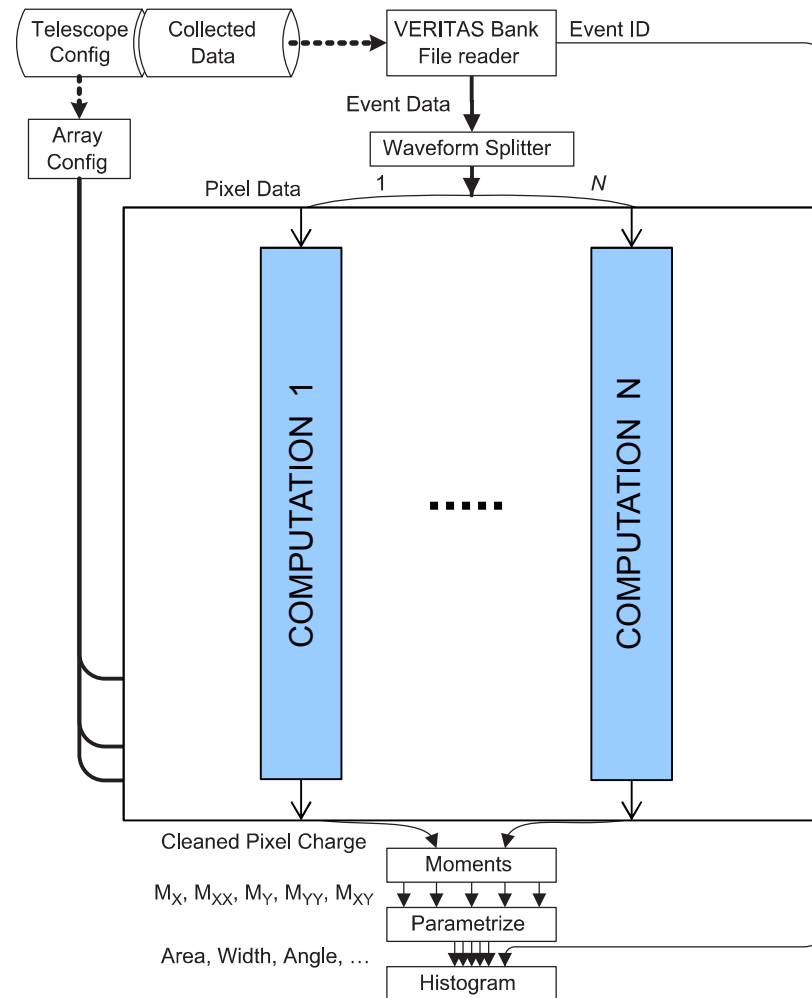 Telescope
Config
Collected
Data
VERITAS Bank
File reader
Event ID
Event Data
Array
Config
Waveform Splitter
Pixel Data
1
N
COMPUTATION 1
COMPUTATION N
Cleaned Pixel Charge
Moments
M_X, M_XX, M_Y, M_YY, M_XY
Parametrize
Area, Width, Angle, …
Histogram